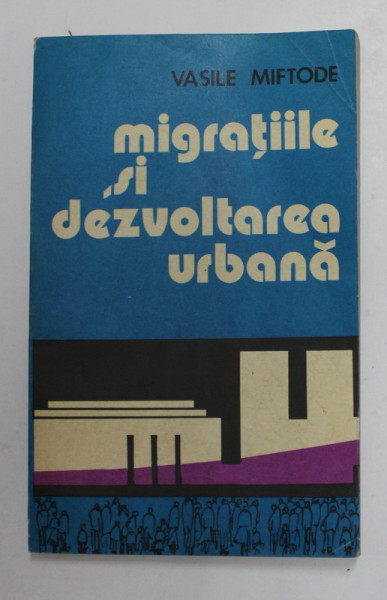 VASILE MIFTODE
migrațiile
și
dezvoltarea
urbană